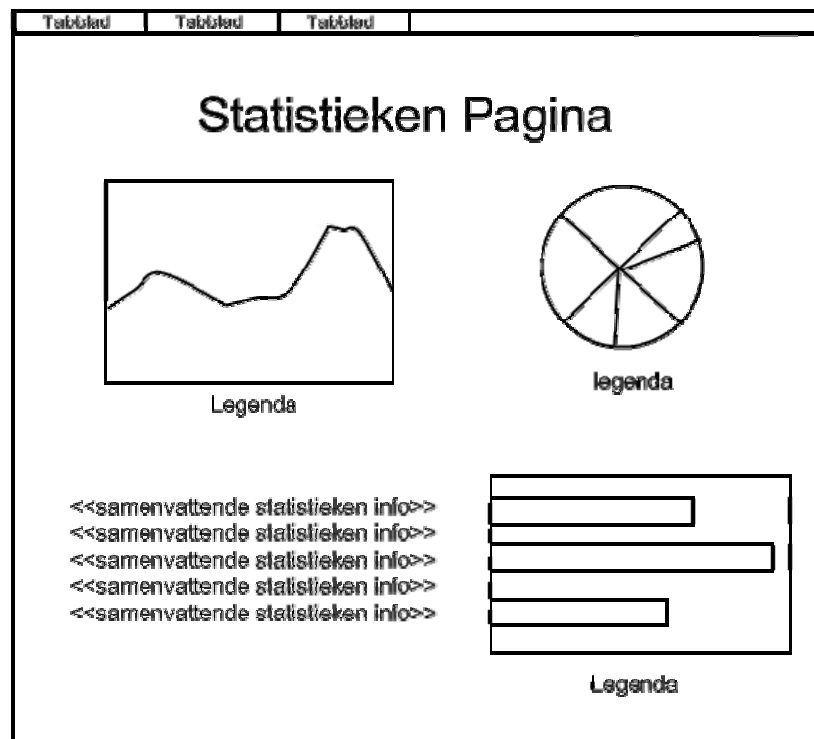 Tabblad Tabblad Tabblad
Statistieken Pagina
Legenda
legenda
<<samenvattende statistieken info>>
<<samenvattende statistieken info>>
<<samenvattende statistieken info>>
<<samenvattende statistieken info>>
<<samenvattende statistieken info>>
Legenda